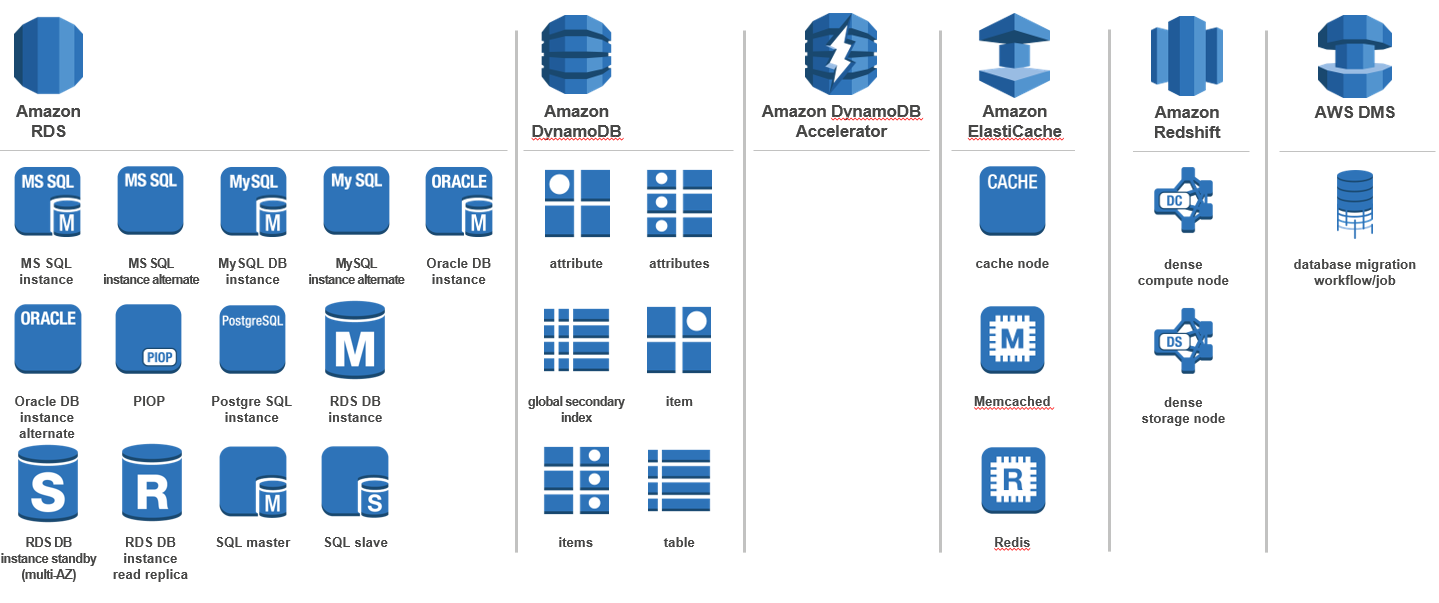 Amazon
RDS
Amazon
DynamoDB
Amazon DynamoDB
Accelerator
Amazon
ElastiCache
Amazon
Redshift
AWS DMS
MS SQL
M
MS SQL
instance
MS SQL
MS SQL
instance alternate
MySQL
M
MySQL DB
instance
My SQL
MySQL
instance alternate
ORACLE
M
Oracle DB
instance
ORACLE
Oracle DB
instance
alternate
PIOP
PIOP
PostgreSQL
Postgre SQL
instance
M
RDS DB
instance
S
RDS DB
instance standby
(multi-AZ)
R
RDS DB
instance
read replica
M
SQL master
S
SQL slave
attribute
attributes
global secondary
index
item
items
table
CACHE
cache node
M
Memcached
R
Redis
DC
dense
compute node
DS
dense
storage node
database migration
workflow/job